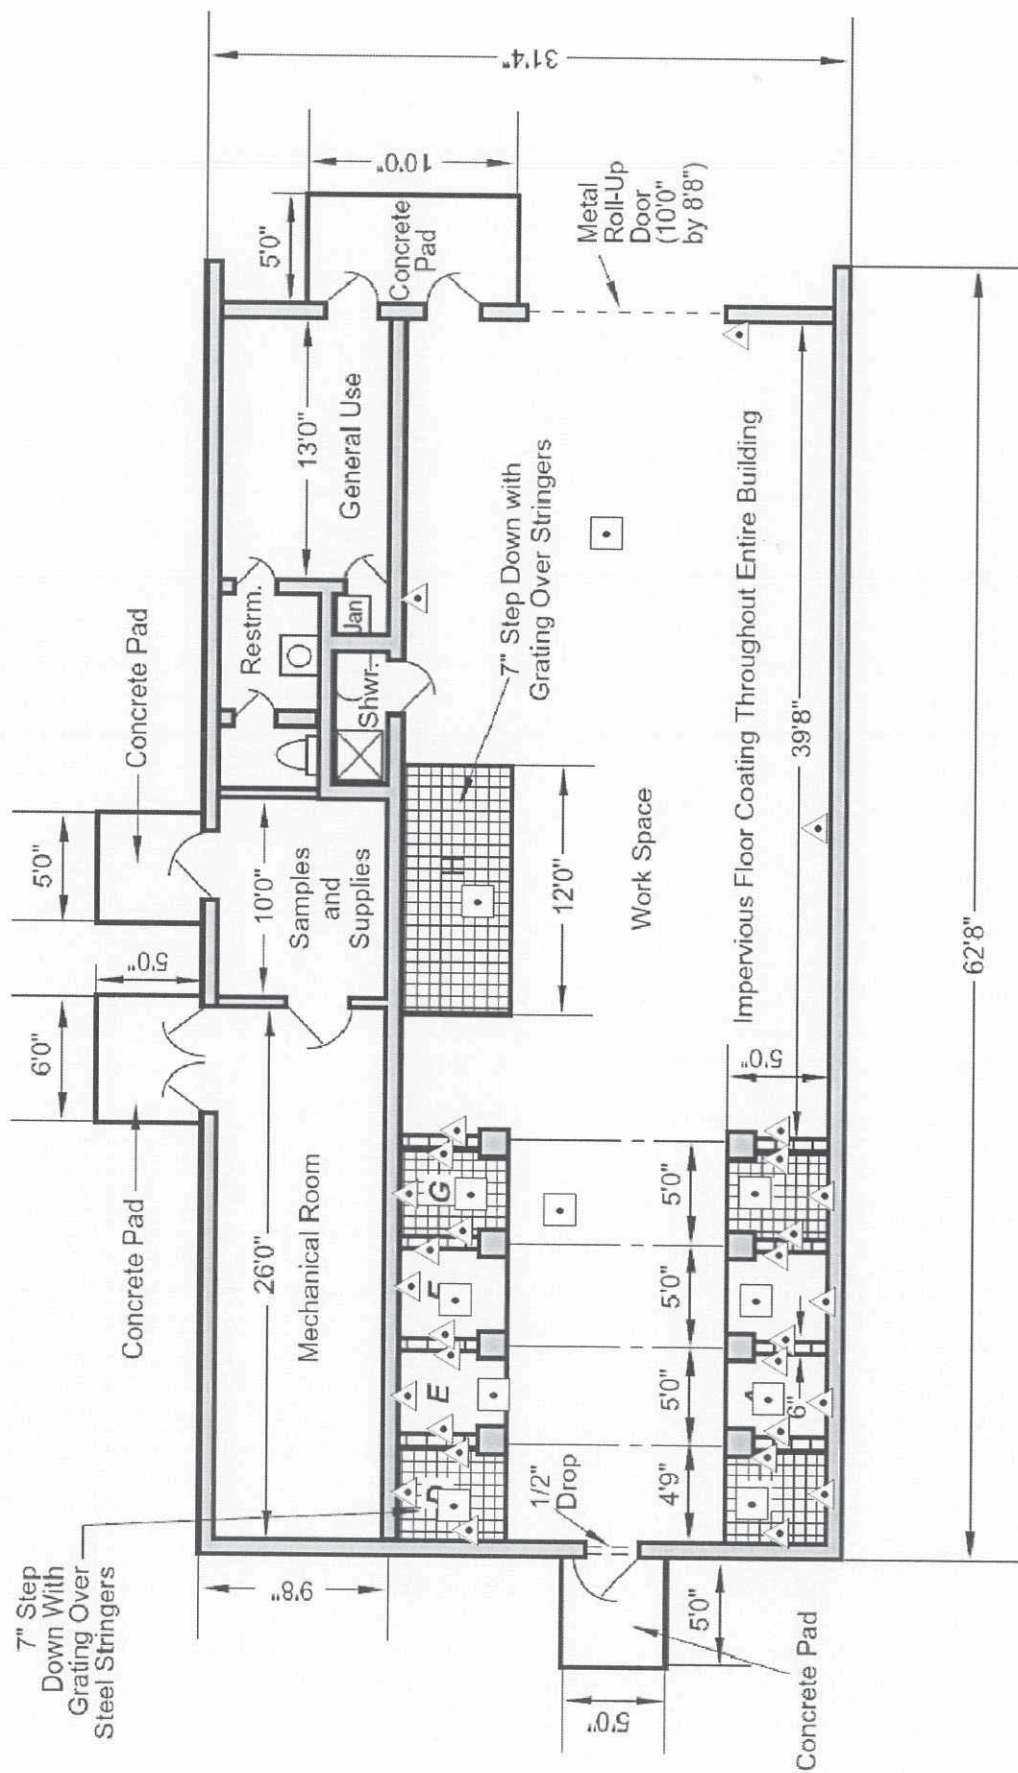 7" Step
Down With
Grating Over
Steel Stringers
Concrete Pad
6'0"
5'0"
5'0"
Concrete Pad
9'8"
26'0"
Mechanical Room
10'0"
Samples
and
Supplies
Restrm.
Shwr.
Jan
13'0"
General Use
5'0"
Concrete
Pad
10'0"
31'4"
Metal
Roll-Up
Door
(10'0"
by 8'8")
7" Step Down with
Grating Over Stringers
E
G
H
12'0"
Work Space
1/2"
Drop
4'9"
5'0"
5'0"
5'0"
5'0"
6"
39'8"
Impervious Floor Coating Throughout Entire Building
62'8"
5'0"
5'0"
Concrete Pad